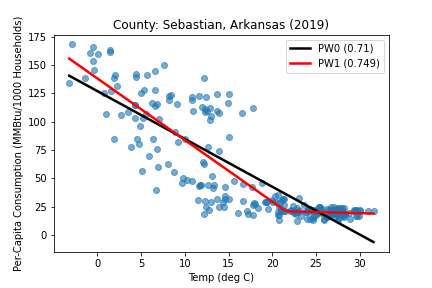 County: Sebastian, Arkansas (2019)
Per-Capita Consumption (MMBtu/1000 Households)
175
150
125
100
75
50
25
0
PW0 (0.71)
PW1 (0.749)
0 5 10 15 20 25 30
Temp (deg C)